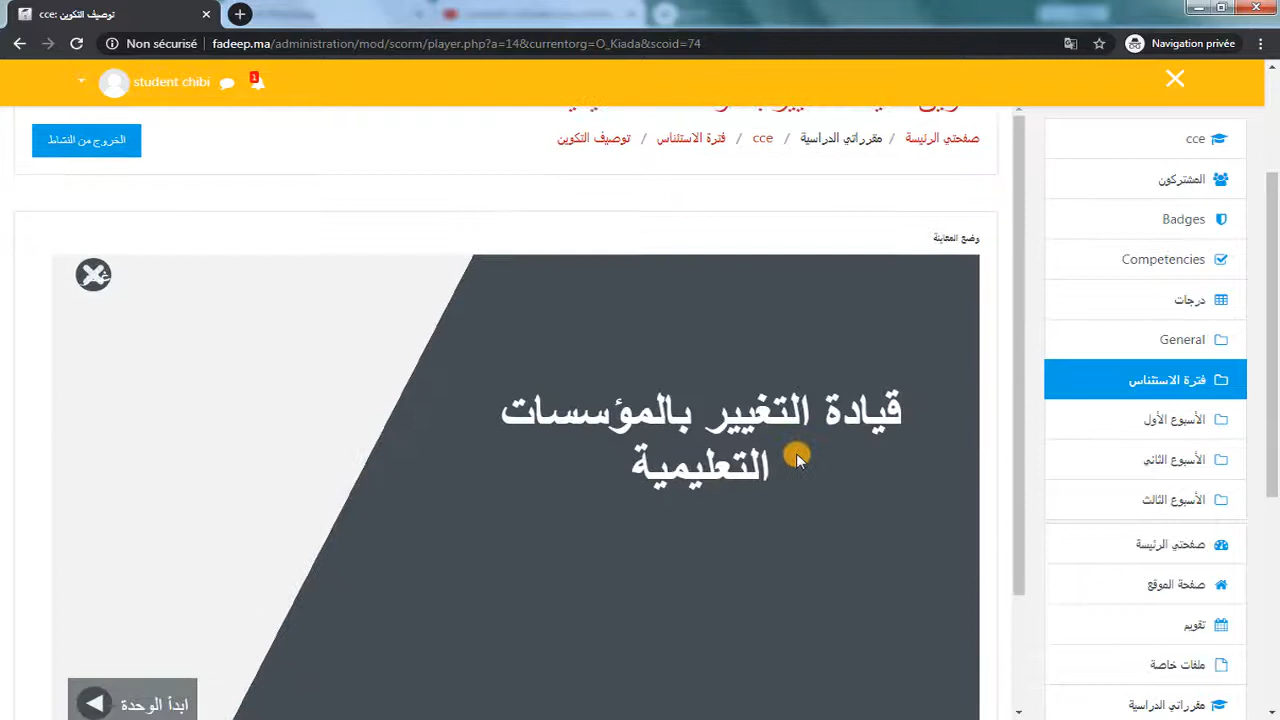 cce: توصيف التكوين
Non sécurisé
fadeep.ma/administration/mod/scorm/player.php?a=14&currentorg=O_Kiada&scoid=74
Navigation privée
student chibi
1
صفحتي الرئيسة / مقرراتي الدراسية / cce / فترة الاستئناس / توصيف التكوين
الخروج من النشاط
وضع المعاينة
قيادة التغيير بالمؤسسات
التعليمية
ابدأ الوحدة
cce
المشتركون
Badges
Competencies
درجات
General
فترة الاستئناس
الأسبوع الأول
الأسبوع الثاني
الأسبوع الثالث
صفحتي الرئيسة
صفحة الموقع
تقويم
ملفات خاصة
مقرراتي الدراسية